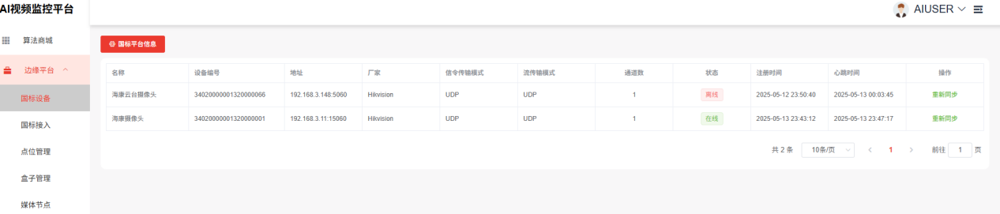 AI视频监控平台
AIUSER
算法商城
国标平台信息
边缘平台
名称 设备编号 地址 厂家 信令传输模式 流传输模式 通道数 状态 注册时间 心跳时间 操作
国标设备
海康云台摄像头 34020000001320000066 192.168.3.148:5060 Hikvision UDP UDP 1 离线 2025-05-12 23:50:40 2025-05-13 00:03:45 重新同步
海康摄像头 34020000001320000001 192.168.3.11:15060 Hikvision UDP UDP 1 在线 2025-05-13 23:43:12 2025-05-13 23:47:17 重新同步
国标接入
点位管理
共 2 条 10条/页 1 前往 1 页
盒子管理
媒体节点